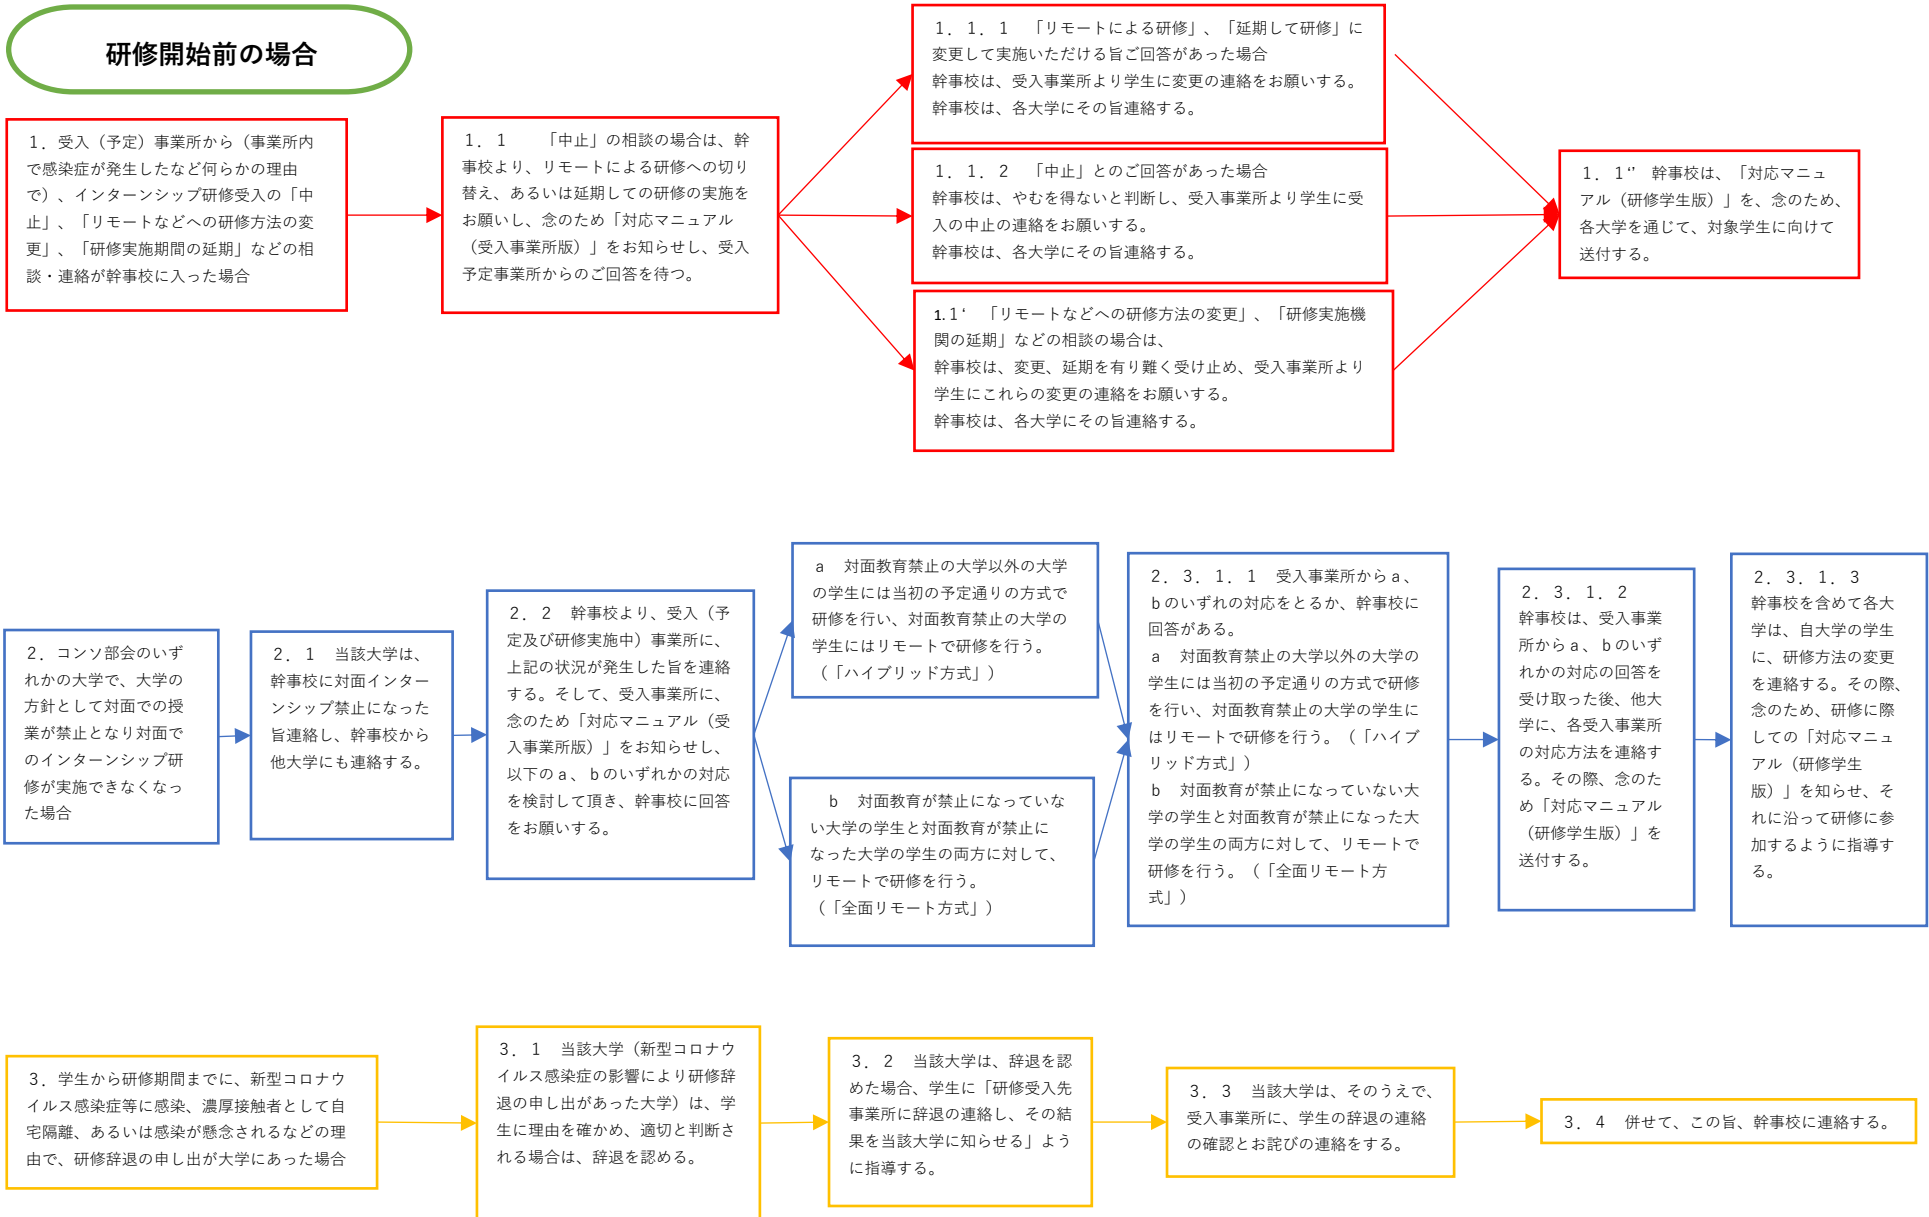 研修開始前の場合
1．受入（予定）事業所から（事業所内
で感染症が発生したなど何らかの理由
で）、インターンシップ研修受入の「中
止」、「リモートなどへの研修方法の変
更」、「研修実施期間の延期」などの相
談・連絡が幹事校に入った場合
1．1　「中止」の相談の場合は、幹
事校より、リモートによる研修への切り
替え、あるいは延期しての研修の実施を
お願いし、念のため「対応マニュアル
（受入事業所版）」をお知らせし、受入
予定事業所からのご回答を待つ。
1．1．1　「リモートによる研修」、「延期して研修」に
変更して実施いただける旨ご回答があった場合
幹事校は、受入事業所より学生に変更の連絡をお願いする。
幹事校は、各大学にその旨連絡する。
1．1．2　「中止」とのご回答があった場合
幹事校は、やむを得ないと判断し、受入事業所より学生に受
入の中止の連絡をお願いする。
幹事校は、各大学にその旨連絡する。
1.1‘　「リモートなどへの研修方法の変更」、「研修実施機
関の延期」などの相談の場合は、
幹事校は、変更、延期を有り難く受け止め、受入事業所より
学生にこれらの変更の連絡をお願いする。
幹事校は、各大学にその旨連絡する。
1．1‘’　幹事校は、「対応マニュ
アル（研修学生版）」を、念のため、
各大学を通じて、対象学生に向けて
送付する。
2．コンソ部会のいず
れかの大学で、大学の
方針として対面での授
業が禁止となり対面で
のインターンシップ研
修が実施できなくなっ
た場合
2．1　当該大学は、
幹事校に対面インター
ンシップ禁止になった
旨連絡し、幹事校から
他大学にも連絡する。
2．2　幹事校より、受入（予
定及び研修実施中）事業所に、
上記の状況が発生した旨を連絡
する。そして、受入事業所に、
念のため「対応マニュアル（受
入事業所版）」をお知らせし、
以下のａ、ｂのいずれかの対応
を検討して頂き、幹事校に回答
をお願いする。
ａ　対面教育禁止の大学以外の大学
の学生には当初の予定通りの方式で
研修を行い、対面教育禁止の大学の
学生にはリモートで研修を行う。
（「ハイブリッド方式」）
ｂ　対面教育が禁止になっていな
い大学の学生と対面教育が禁止に
なった大学の学生の両方に対して、
リモートで研修を行う。
（「全面リモート方式」）
2．3．1．1　受入事業所からａ、
ｂのいずれの対応をとるか、幹事校に
回答がある。
ａ　対面教育禁止の大学以外の大学の
学生には当初の予定通りの方式で研修
を行い、対面教育禁止の大学の学生に
はリモートで研修を行う。（「ハイブ
リッド方式」）
ｂ　対面教育が禁止になっていない大
学の学生と対面教育が禁止になった大
学の学生の両方に対して、リモートで
研修を行う。（「全面リモート方
式」）
2．3．1．2
幹事校は、受入事業
所からａ、ｂのいず
れかの対応の回答を
受け取った後、他大
学に、各受入事業所
の対応方法を連絡す
る。その際、念のた
め「対応マニュアル
（研修学生版）」を
送付する。
2．3．1．3
幹事校を含めて各大
学は、自大学の学生
に、研修方法の変更
を連絡する。その際、
念のため、研修に際
しての「対応マニュ
アル（研修学生
版）」を知らせ、そ
れに沿って研修に参
加するように指導す
る。
3．学生から研修期間までに、新型コロナウ
イルス感染症等に感染、濃厚接触者として自
宅隔離、あるいは感染が懸念されるなどの理
由で、研修辞退の申し出が大学にあった場合
3．1　当該大学（新型コロナウ
イルス感染症の影響により研修辞
退の申し出があった大学）は、学
生に理由を確かめ、適切と判断さ
れる場合は、辞退を認める。
3．2　当該大学は、辞退を認
めた場合、学生に「研修受入先
事業所に辞退の連絡し、その結
果を当該大学に知らせる」よう
に指導する。
3．3　当該大学は、そのうえで、
受入事業所に、学生の辞退の連絡
の確認とお詫びの連絡をする。
3．4　併せて、この旨、幹事校に連絡する。